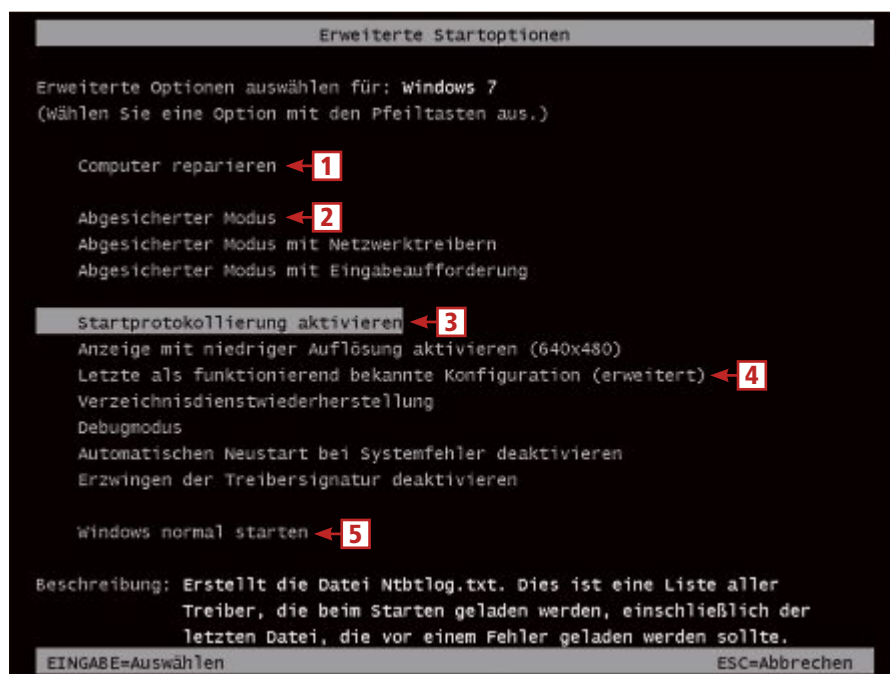 Erweiterte Startoptionen
Erweiterte Optionen auswählen für: Windows 7
(Wählen Sie eine Option mit den Pfeiltasten aus.)
Computer reparieren 1
Abgesicherter Modus 2
Abgesicherter Modus mit Netzwerktreibern
Abgesicherter Modus mit Eingabeaufforderung
Startprotokollierung aktivieren 3
Anzeige mit niedriger Auflösung aktivieren (640x480)
Letzte als funktionierend bekannte Konfiguration (erweitert) 4
Verzeichnisdienstwiederherstellung
Debugmodus
Automatischen Neustart bei Systemfehler deaktivieren
Erzwingen der Treibersignatur deaktivieren
Windows normal starten 5
Beschreibung: Erstellt die Datei Ntbtlog.txt. Dies ist eine Liste aller
Treiber, die beim Starten geladen werden, einschließlich der
letzten Datei, die vor einem Fehler geladen werden sollte.
EINGABE=Auswählen ESC=Abbrechen